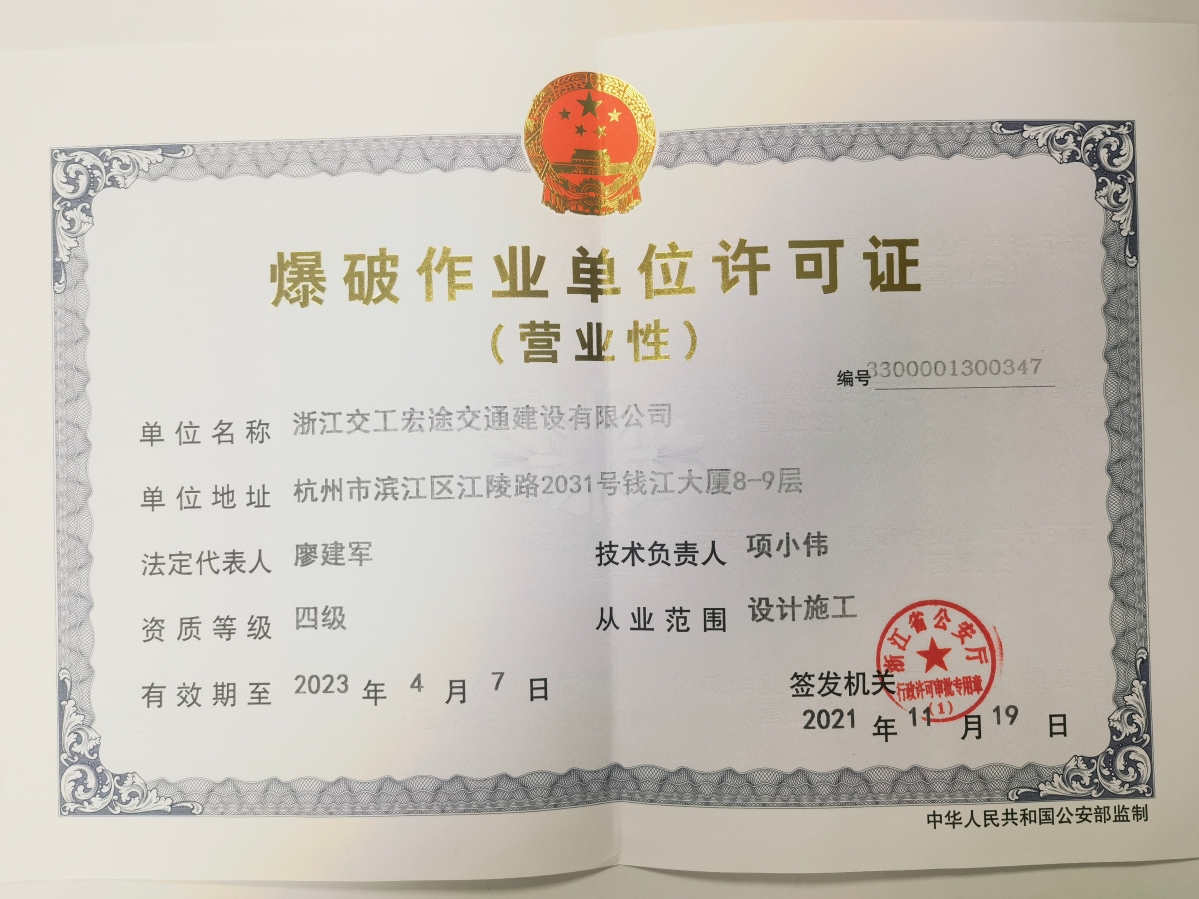 爆破作业单位许可证
（营业性）
编号3300001300347
单位名称 浙江交工宏途交通建设有限公司
单位地址 杭州市滨江区江陵路2031号钱江大厦8-9层
法定代表人 廖建军 技术负责人 项小伟
资质等级 四级 从业范围 设计施工
有效期至 2023 年 4 月 7 日
签发机关
浙江省公安厅
行政许可审批专用章
（1）
2021 年 11 月 19 日
中华人民共和国公安部监制